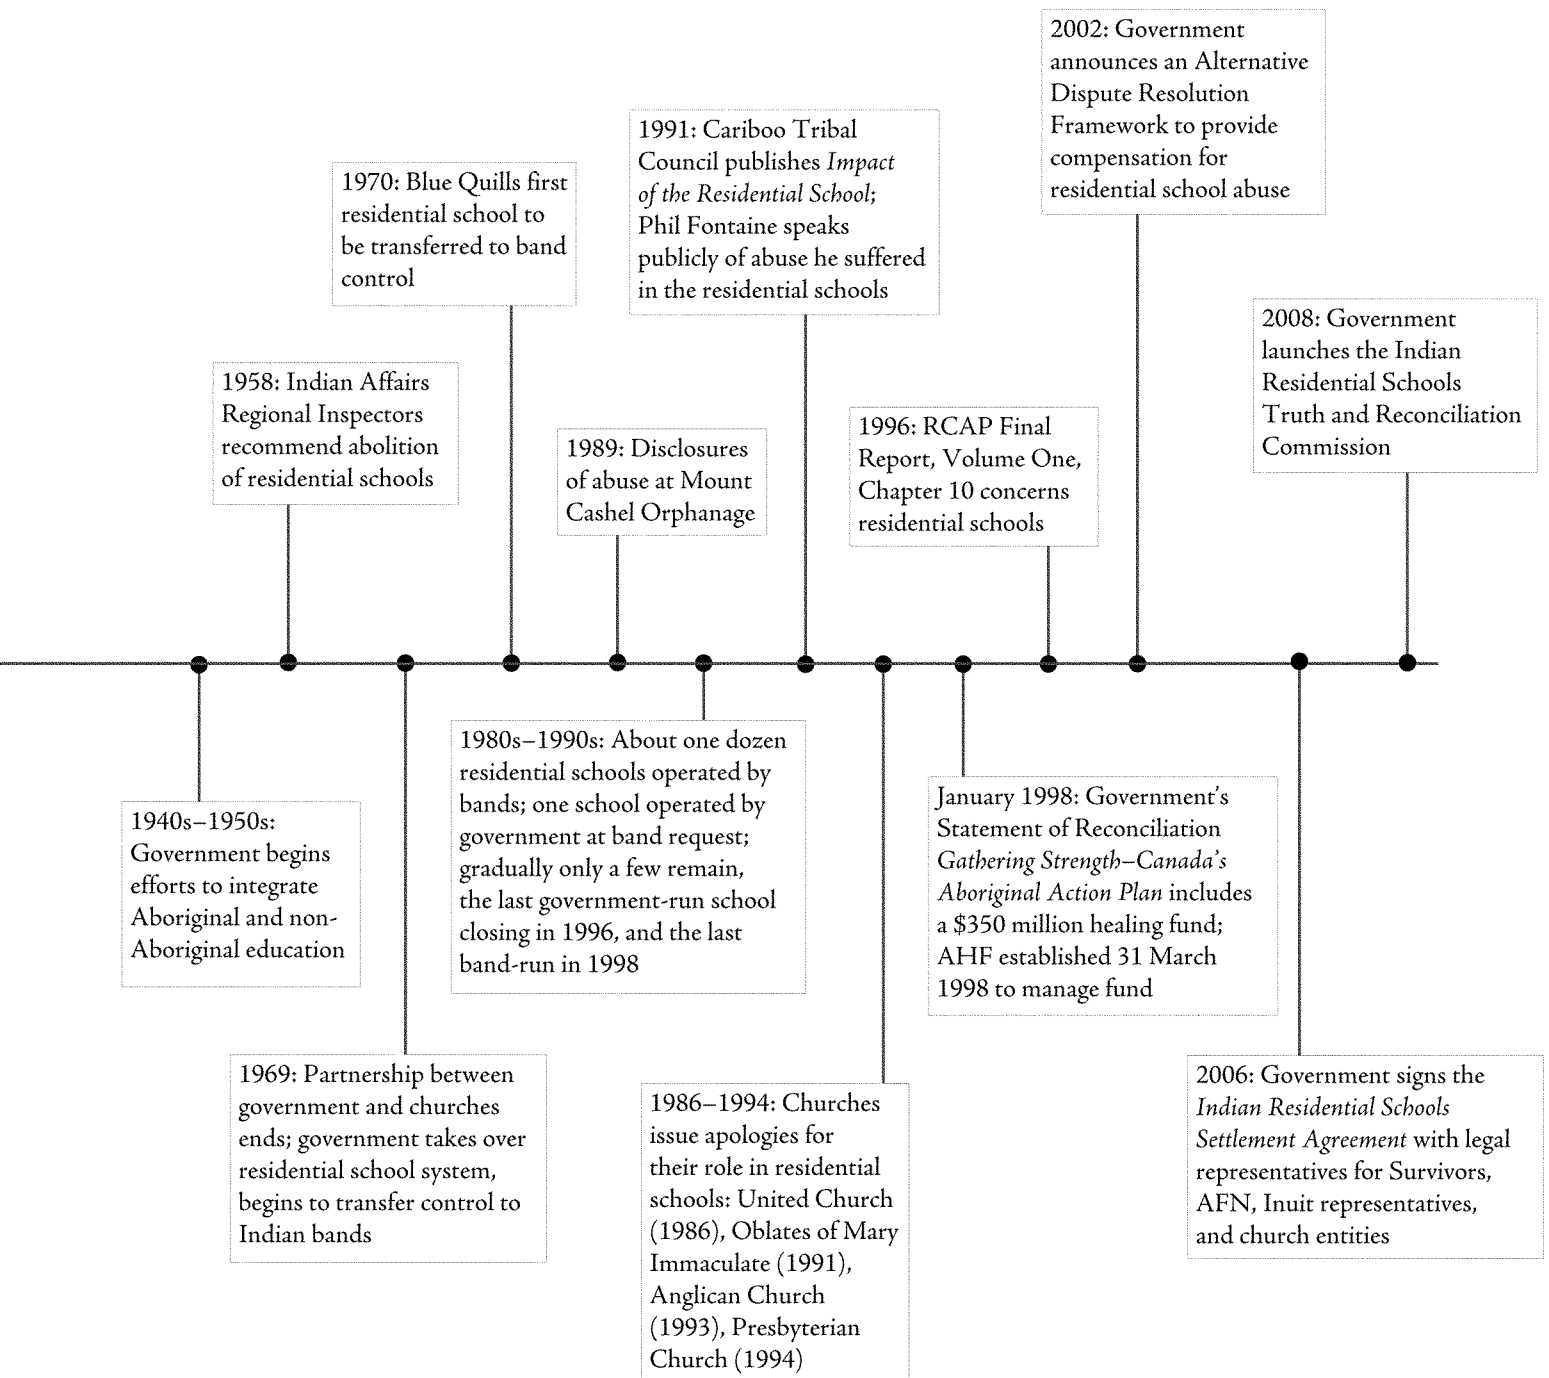 2002: Government
announces an Alternative
Dispute Resolution
Framework to provide
compensation for
residential school abuse
1991: Cariboo Tribal
Council publishes Impact
of the Residential School;
Phil Fontaine speaks
publicly of abuse he suffered
in the residential schools
1970: Blue Quills first
residential school to
be transferred to band
control
2008: Government
launches the Indian
Residential Schools
Truth and Reconciliation
Commission
1958: Indian Affairs
Regional Inspectors
recommend abolition
of residential schools
1996: RCAP Final
Report, Volume One,
Chapter 10 concerns
residential schools
1989: Disclosures
of abuse at Mount
Cashel Orphanage
1980s–1990s: About one dozen
residential schools operated by
bands; one school operated by
government at band request;
gradually only a few remain,
the last government-run school
closing in 1996, and the last
band-run in 1998
January 1998: Government's
Statement of Reconciliation
Gathering Strength–Canada's
Aboriginal Action Plan includes
a $350 million healing fund;
AHF established 31 March
1998 to manage fund
1940s–1950s:
Government begins
efforts to integrate
Aboriginal and non-
Aboriginal education
1969: Partnership between
government and churches
ends; government takes over
residential school system,
begins to transfer control to
Indian bands
2006: Government signs the
Indian Residential Schools
Settlement Agreement with legal
representatives for Survivors,
AFN, Inuit representatives,
and church entities
1986–1994: Churches
issue apologies for
their role in residential
schools: United Church
(1986), Oblates of Mary
Immaculate (1991),
Anglican Church
(1993), Presbyterian
Church (1994)